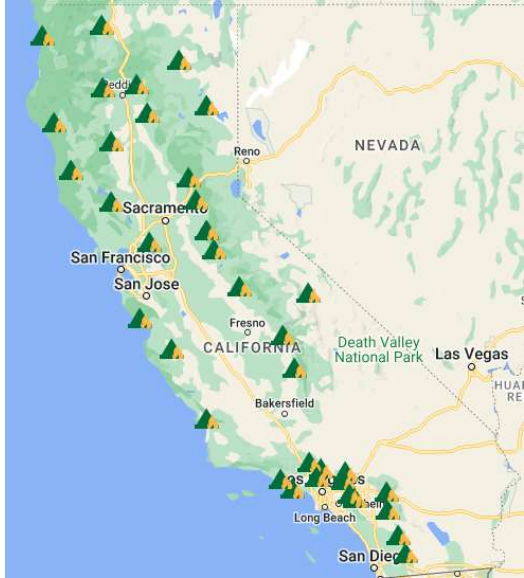 Reno
NEVADA
Sacramento
San Francisco
San Jose
Fresno
CALIFORNIA
Death Valley
National Park
Las Vegas
Bakersfield
Long Beach